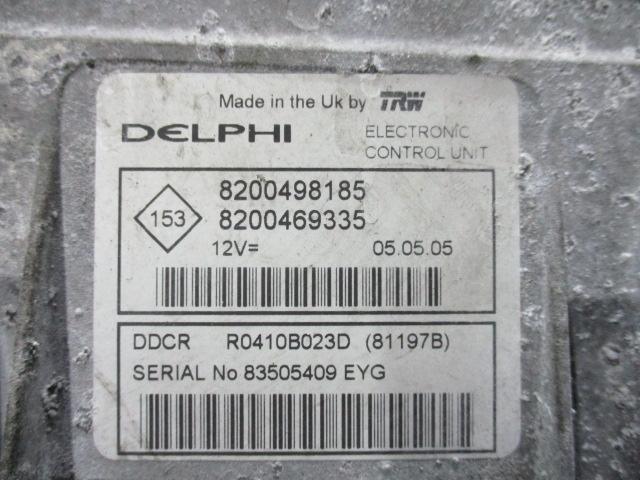 Made in the Uk by TRW
DELPHI ELECTRONIC
CONTROL UNIT
8200498185
153 8200469335
12V= 05.05.05
DDCR R0410B023D (81197B)
SERIAL No 83505409 EYG